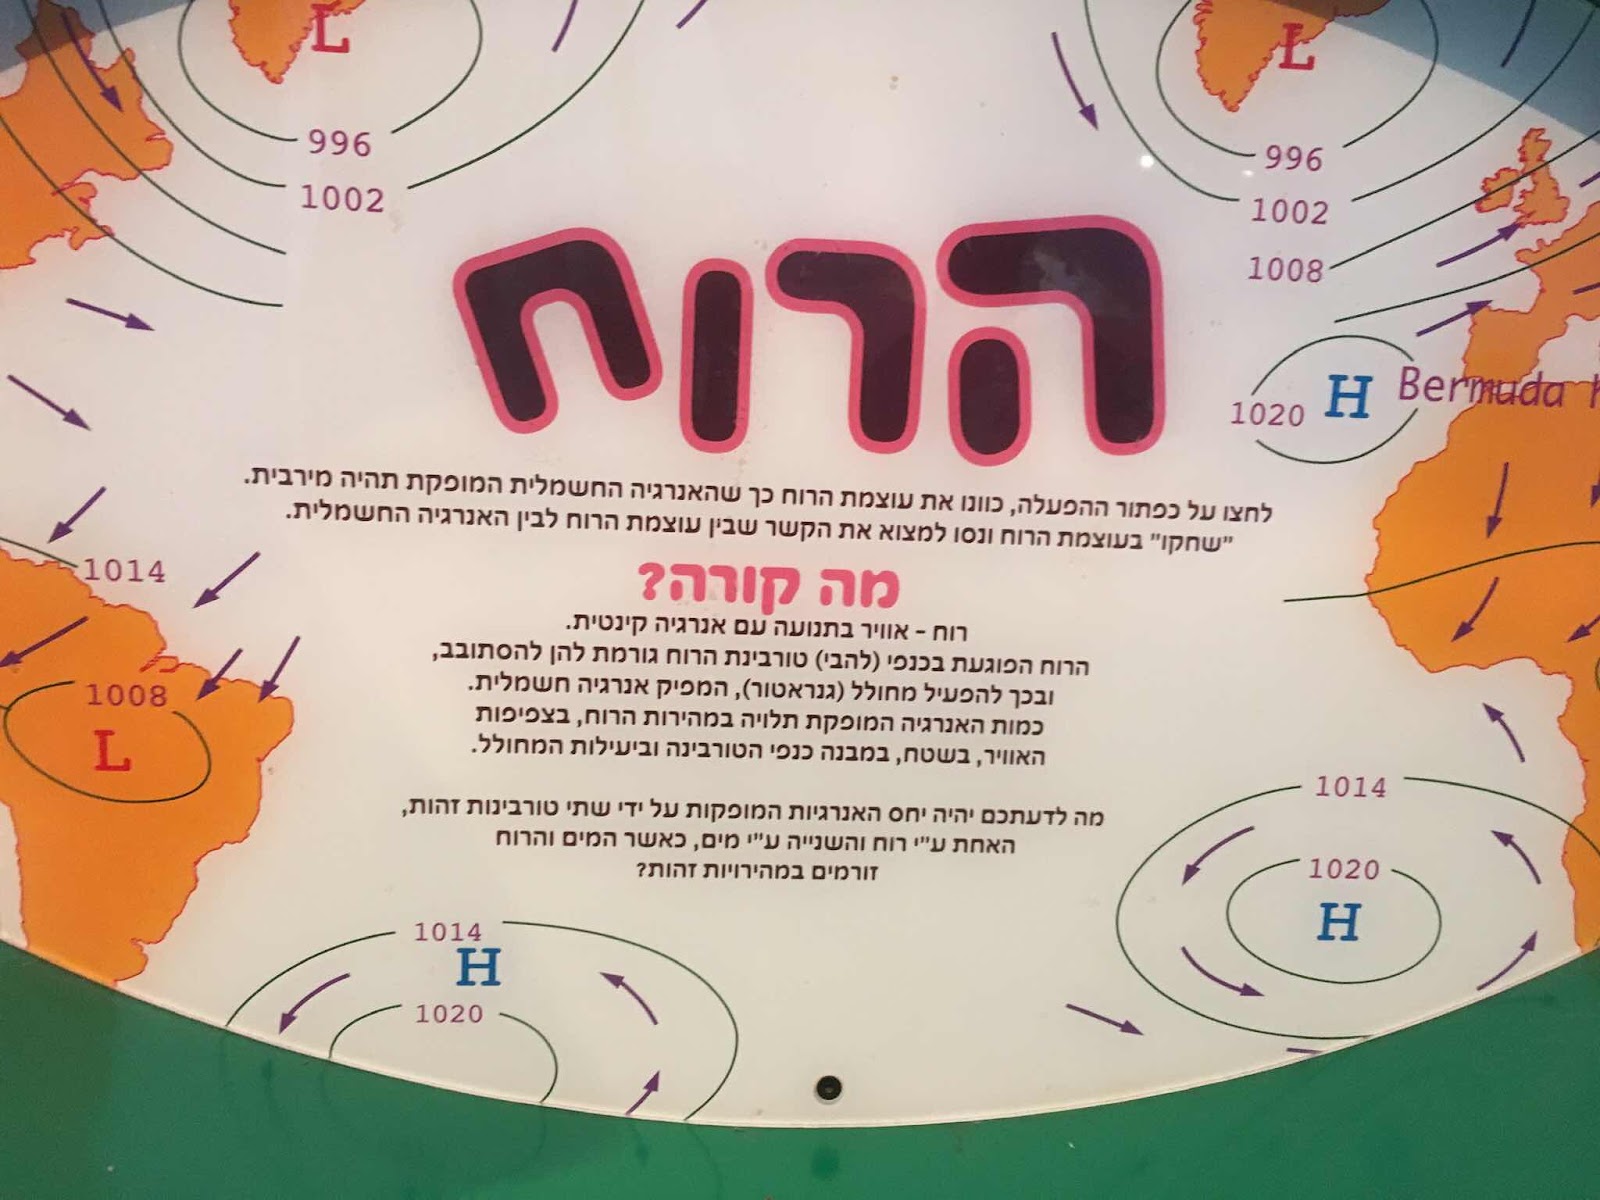 L
996
1002
L
996
1002
1008
הרוח
1020 H Bermuda
לחצו על כפתור ההפעלה, כוונו את עוצמת הרוח כך שהאנרגיה החשמלית המופקת תהיה מירבית.
"שחקו" בעוצמת הרוח ונסו למצוא את הקשר שבין עוצמת הרוח לבין האנרגיה החשמלית.
1014
מה קורה?
רוח - אוויר בתנועה עם אנרגיה קינטית.
הרוח הפוגעת בכנפי (להבי) טורבינת הרוח גורמת להן להסתובב,
ובכך להפעיל מחולל (גנראטור), המפיק אנרגיה חשמלית.
כמות האנרגיה המופקת תלויה במהירות הרוח, בצפיפות
האוויר, בשטח, במבנה כנפי הטורבינה וביעילות המחולל.
1008
L
מה לדעתכם יהיה יחס האנרגיות המופקות על ידי שתי טורבינות זהות,
האחת ע"י רוח והשנייה ע"י מים, כאשר המים והרוח
זורמים במהירויות זהות?
1014
1020
H
1014
H
1020